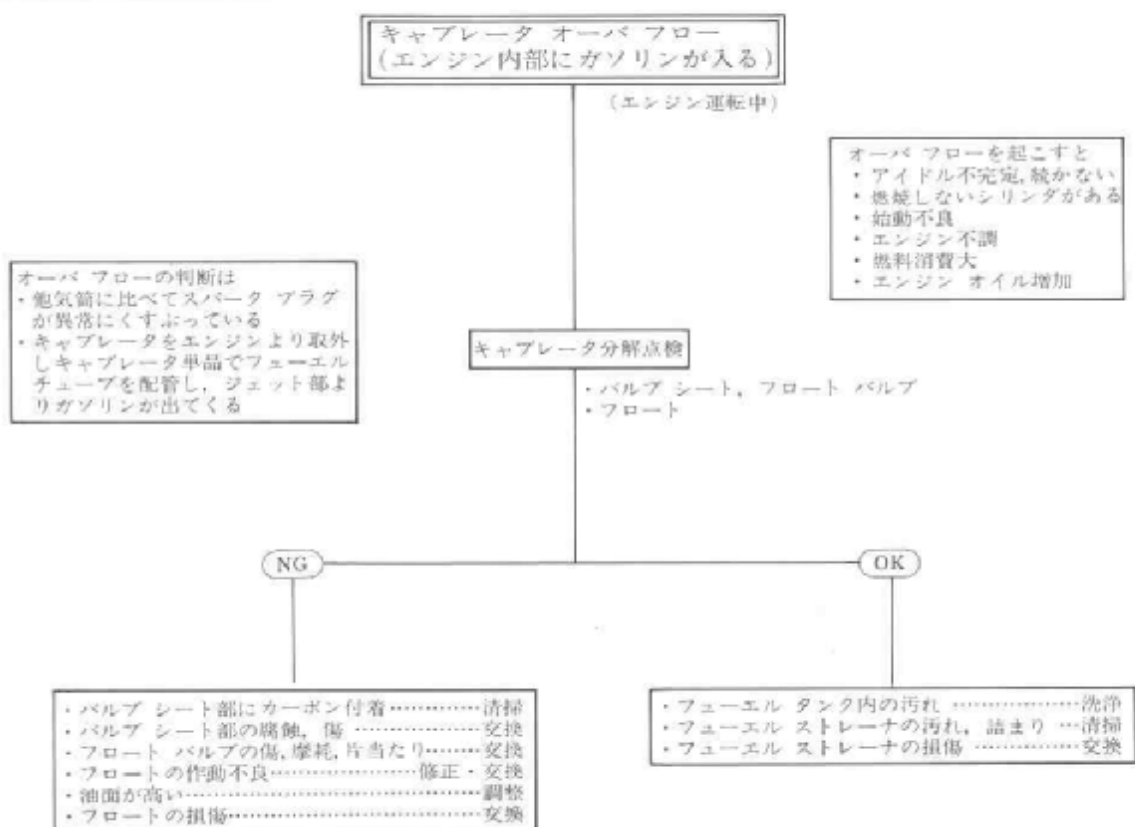 キャブレータ オーバ フロー
(エンジン内部にガソリンが入る)
(エンジン運転中)
オーバ フローを起こすと
・アイドル不完定,続かない
・燃焼しないシリンダがある
・始動不良
・エンジン不調
・燃料消費大
・エンジン オイル増加
オーバ フローの判断は
・他気筒に比べてスパーク プラグ
が異常にくすぶっている
・キャブレータをエンジンより取外
しキャブレータ単品でフューエル
チューブを配管し,ジェット部よ
りガソリンが出てくる
キャブレータ分解点検
・バルブ シート,フロート バルブ
・フロート
NG
OK
・バルブ シート部にカーボン付着…………清掃
・バルブ シート部の腐蝕,傷…………交換
・フロート バルブの傷,摩耗,片当たり……交換
・フロートの作動不良………………修正・交換
・油面が高い…………………………………調整
・フロートの損傷……………………………交換
・フューエル タンク内の汚れ……………洗浄
・フューエル ストレーナの汚れ,詰まり…清掃
・フューエル ストレーナの損傷…………交換